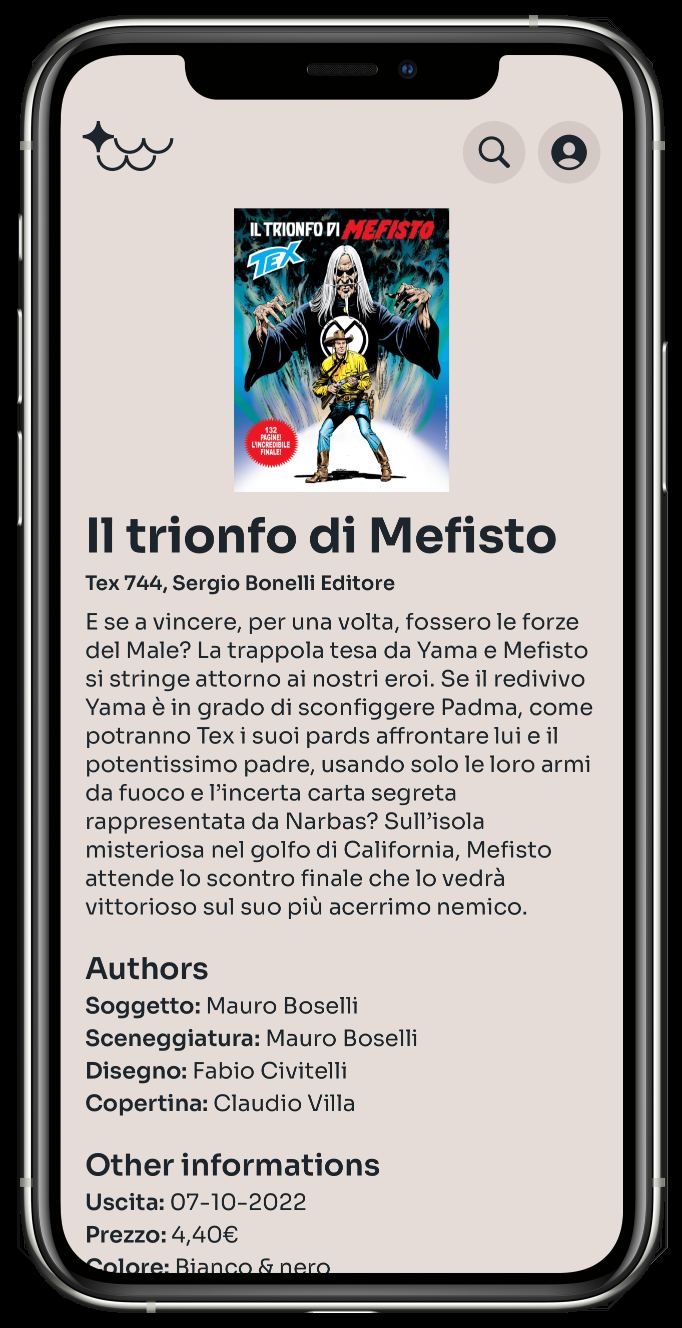 IL TRIONFO DI MEFISTO
TEX
132
PAGINE!
L'INCREDIBILE
FINALE!
Il trionfo di Mefisto
Tex 744, Sergio Bonelli Editore
E se a vincere, per una volta, fossero le forze
del Male? La trappola tesa da Yama e Mefisto
si stringe attorno ai nostri eroi. Se il redivivo
Yama è in grado di sconfiggere Padma, come
potranno Tex i suoi pards affrontare lui e il
potentissimo padre, usando solo le loro armi
da fuoco e l’incerta carta segreta
rappresentata da Narbas? Sull’isola
misteriosa nel golfo di California, Mefisto
attende lo scontro finale che lo vedrà
vittorioso sul suo più acerrimo nemico.
Authors
Soggetto: Mauro Boselli
Sceneggiatura: Mauro Boselli
Disegno: Fabio Civitelli
Copertina: Claudio Villa
Other informations
Uscita: 07-10-2022
Prezzo: 4,40€
Colore: Bianco & nero